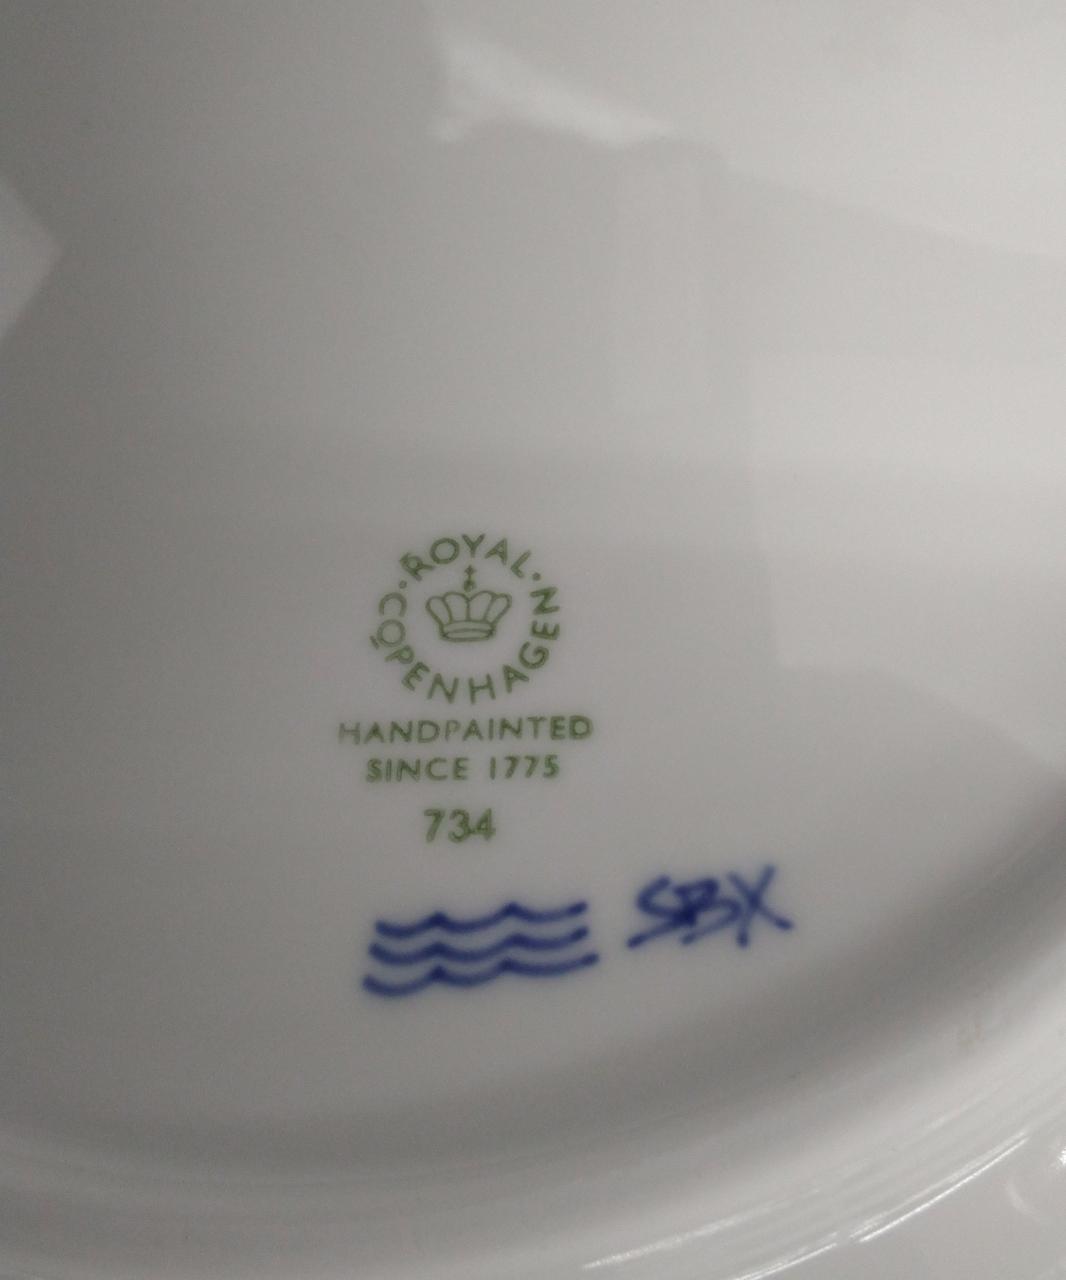 ROYAL · COPENHAGEN ·
HANDPAINTED
SINCE 1775
734
SBX